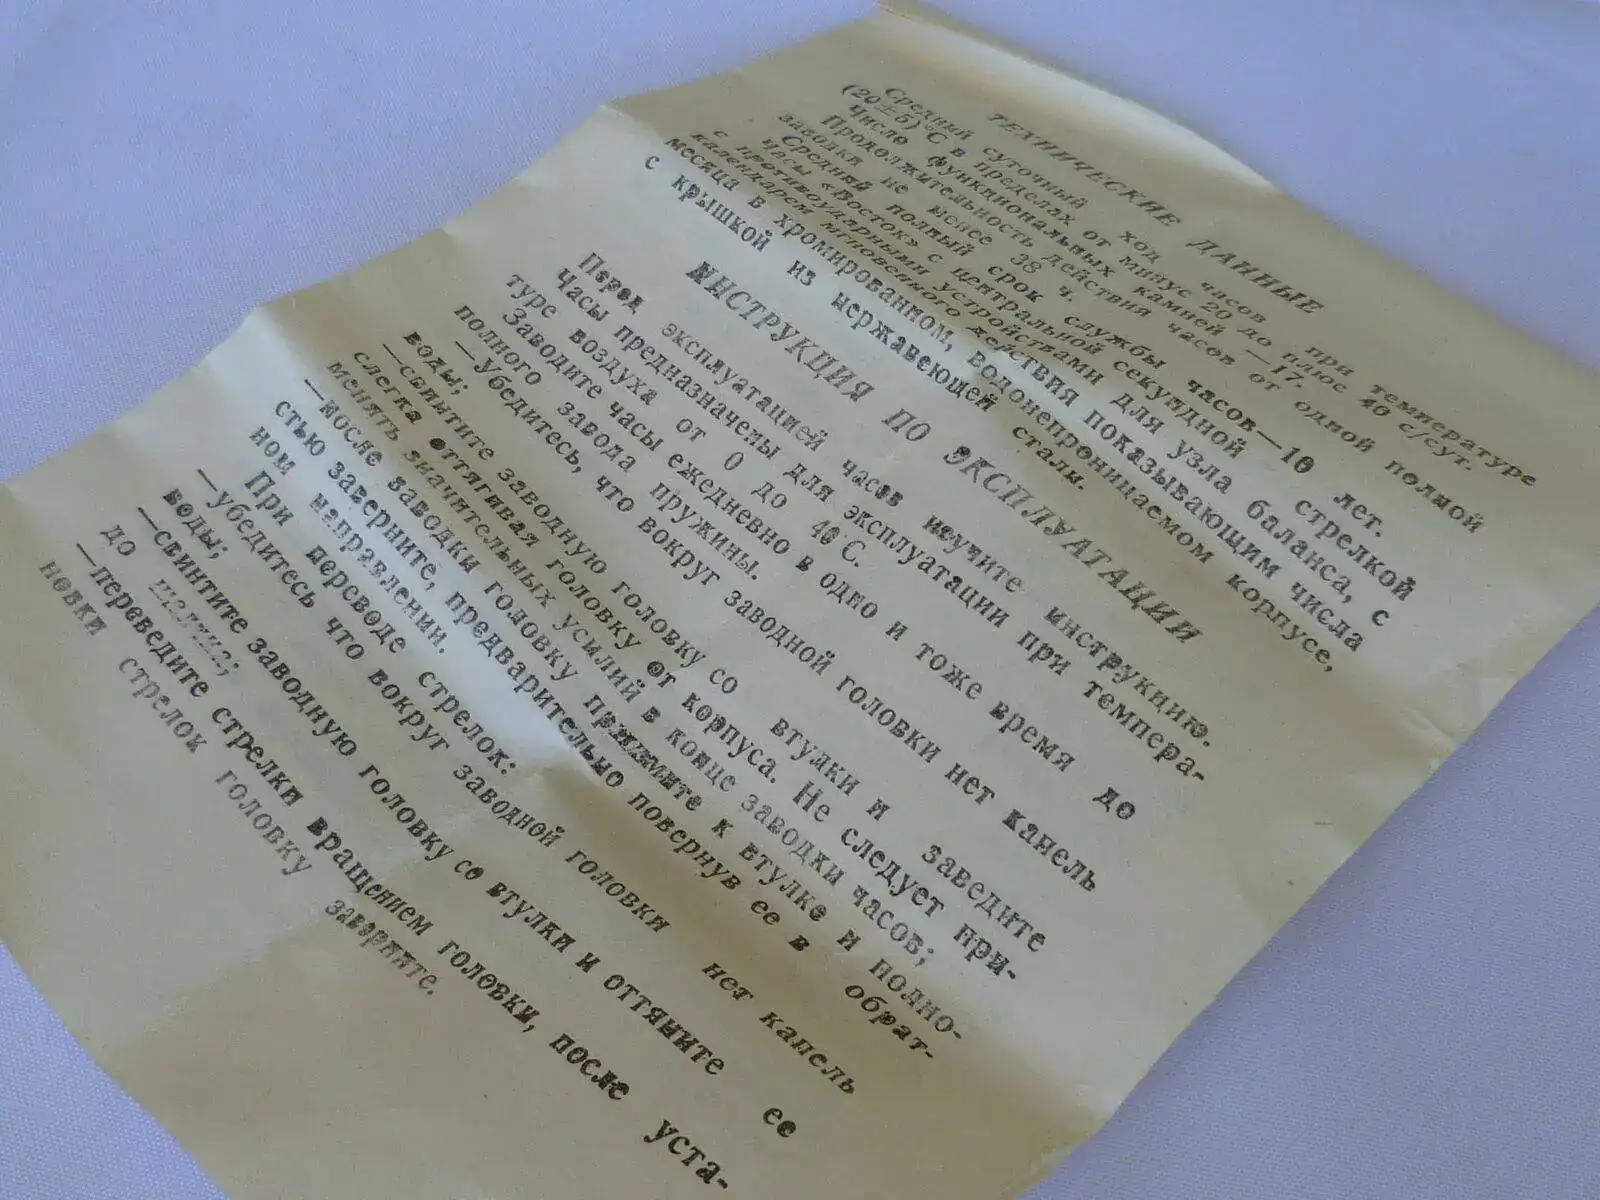 ТЕХНИЧЕСКИЕ ДАННЫЕ
Средний суточный ход часов при температуре
(20±5)°С в пределах от минус 20 до плюс 40 с/сут.
Число функциональных камней —17.
Продолжительность действия часов от одной полной
заводки не менее 38 ч.
Средний полный срок службы часов—10 лет.
Часы «Восток» с центральной секундной стрелкой
с противоударными устройствами для узла баланса, с
календарем мгновенного действия показывающим числа
месяца в хромированном, водонепроницаемом корпусе,
с крышкой из нержавеющей стали.
ИНСТРУКЦИЯ ПО ЭКСПЛУАТАЦИИ
Перед эксплуатацией часов изучите инструкцию.
Часы предназначены для эксплуатации при темпера-
туре воздуха от 0 до 40°С.
Заводите часы ежедневно в одно и тоже время до
полного завода пружины.
—Убедитесь, что вокруг заводной головки нет капель
воды;
—свинтите заводную головку со втулки и заведите
слегка оттягивая головку от корпуса. Не следует при-
менять значительных усилий в конце заводки часов;
—после заводки головку прижмите к втулке и полно-
стью заверните, предварительно повернув ее в обрат-
ном направлении.
При переводе стрелок:
—убедитесь что вокруг заводной головки нет капель
воды;
—свинтите заводную головку со втулки и оттяните ее
до щелчка;
—переведите стрелки вращением головки, после уста-
новки стрелок головку заверните.